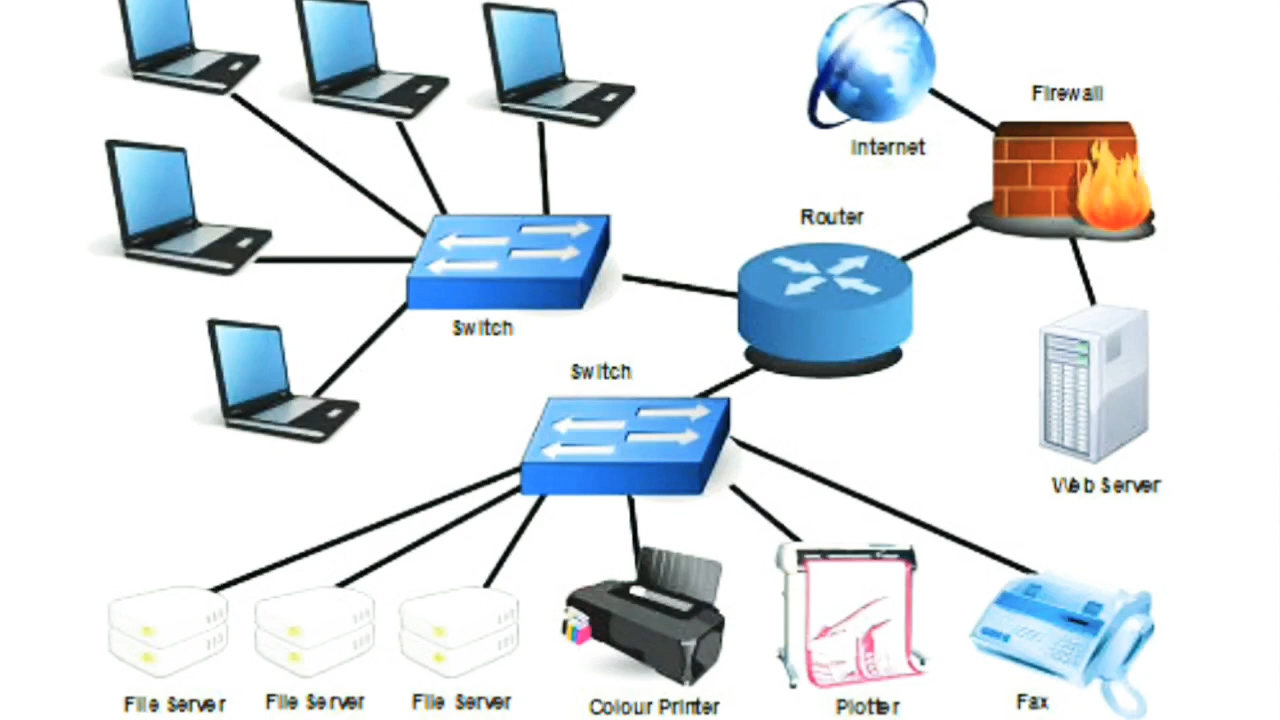 Firewall
Internet
Router
Switch
Switch
Web Server
File Server
File Server
File Server
Colour Printer
Plotter
Fax